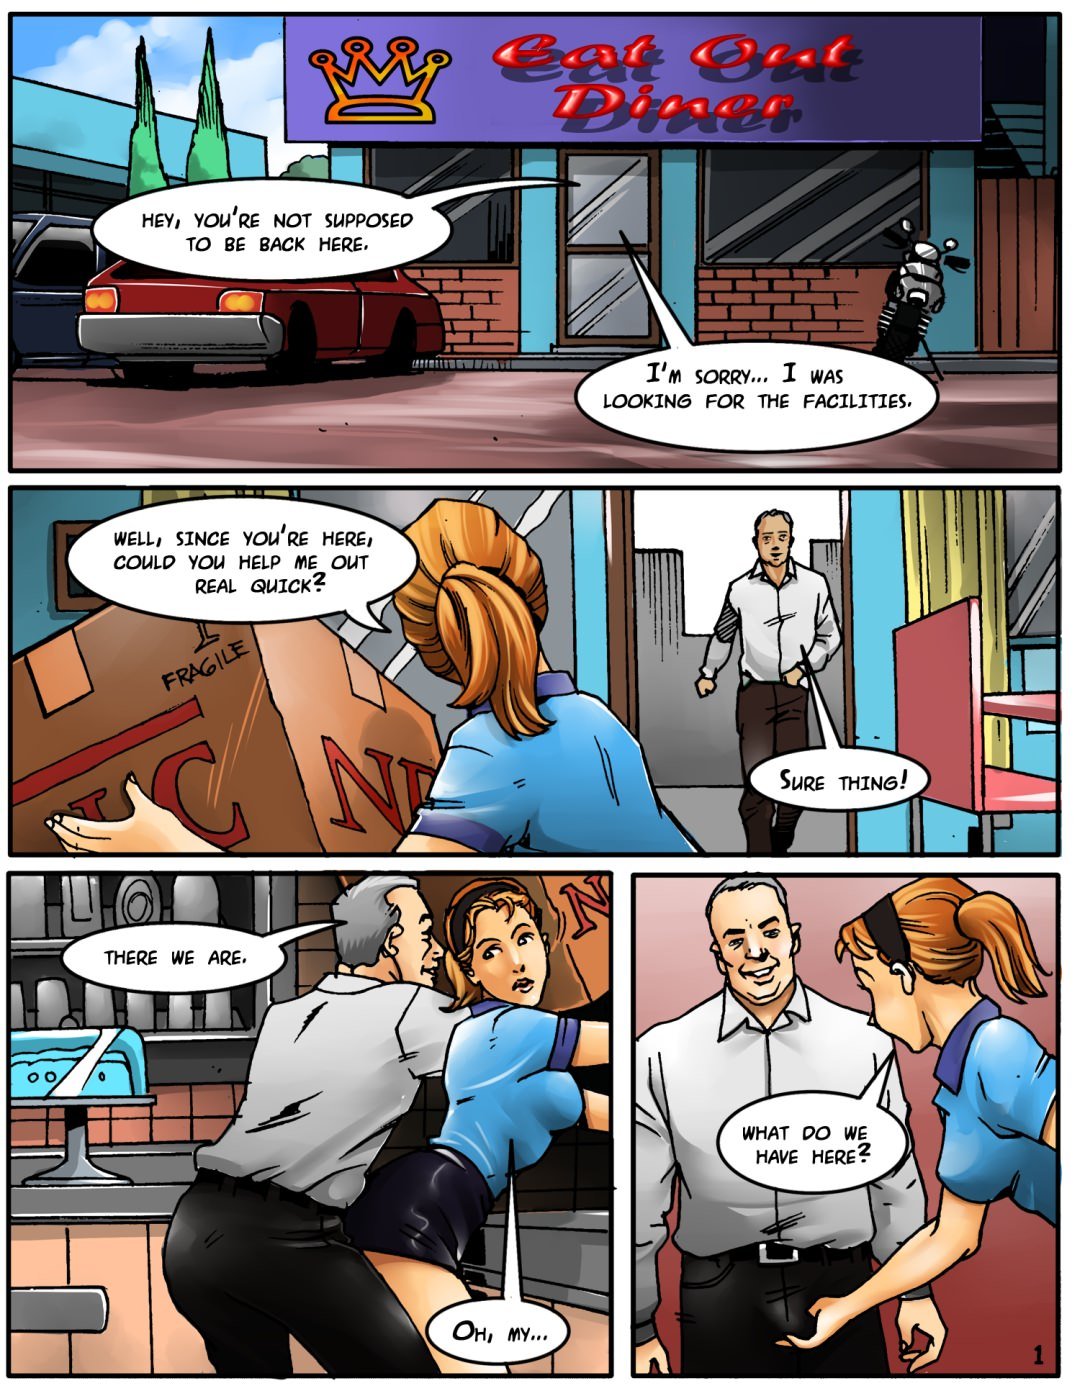 Eat Out
Diner
HEY, YOU'RE NOT SUPPOSED
TO BE BACK HERE.
I'M SORRY... I WAS
LOOKING FOR THE FACILITIES.
WELL, SINCE YOU'RE HERE,
COULD YOU HELP ME OUT
REAL QUICK?
FRAGILE
SURE THING!
THERE WE ARE.
OH, MY...
WHAT DO WE
HAVE HERE?
1